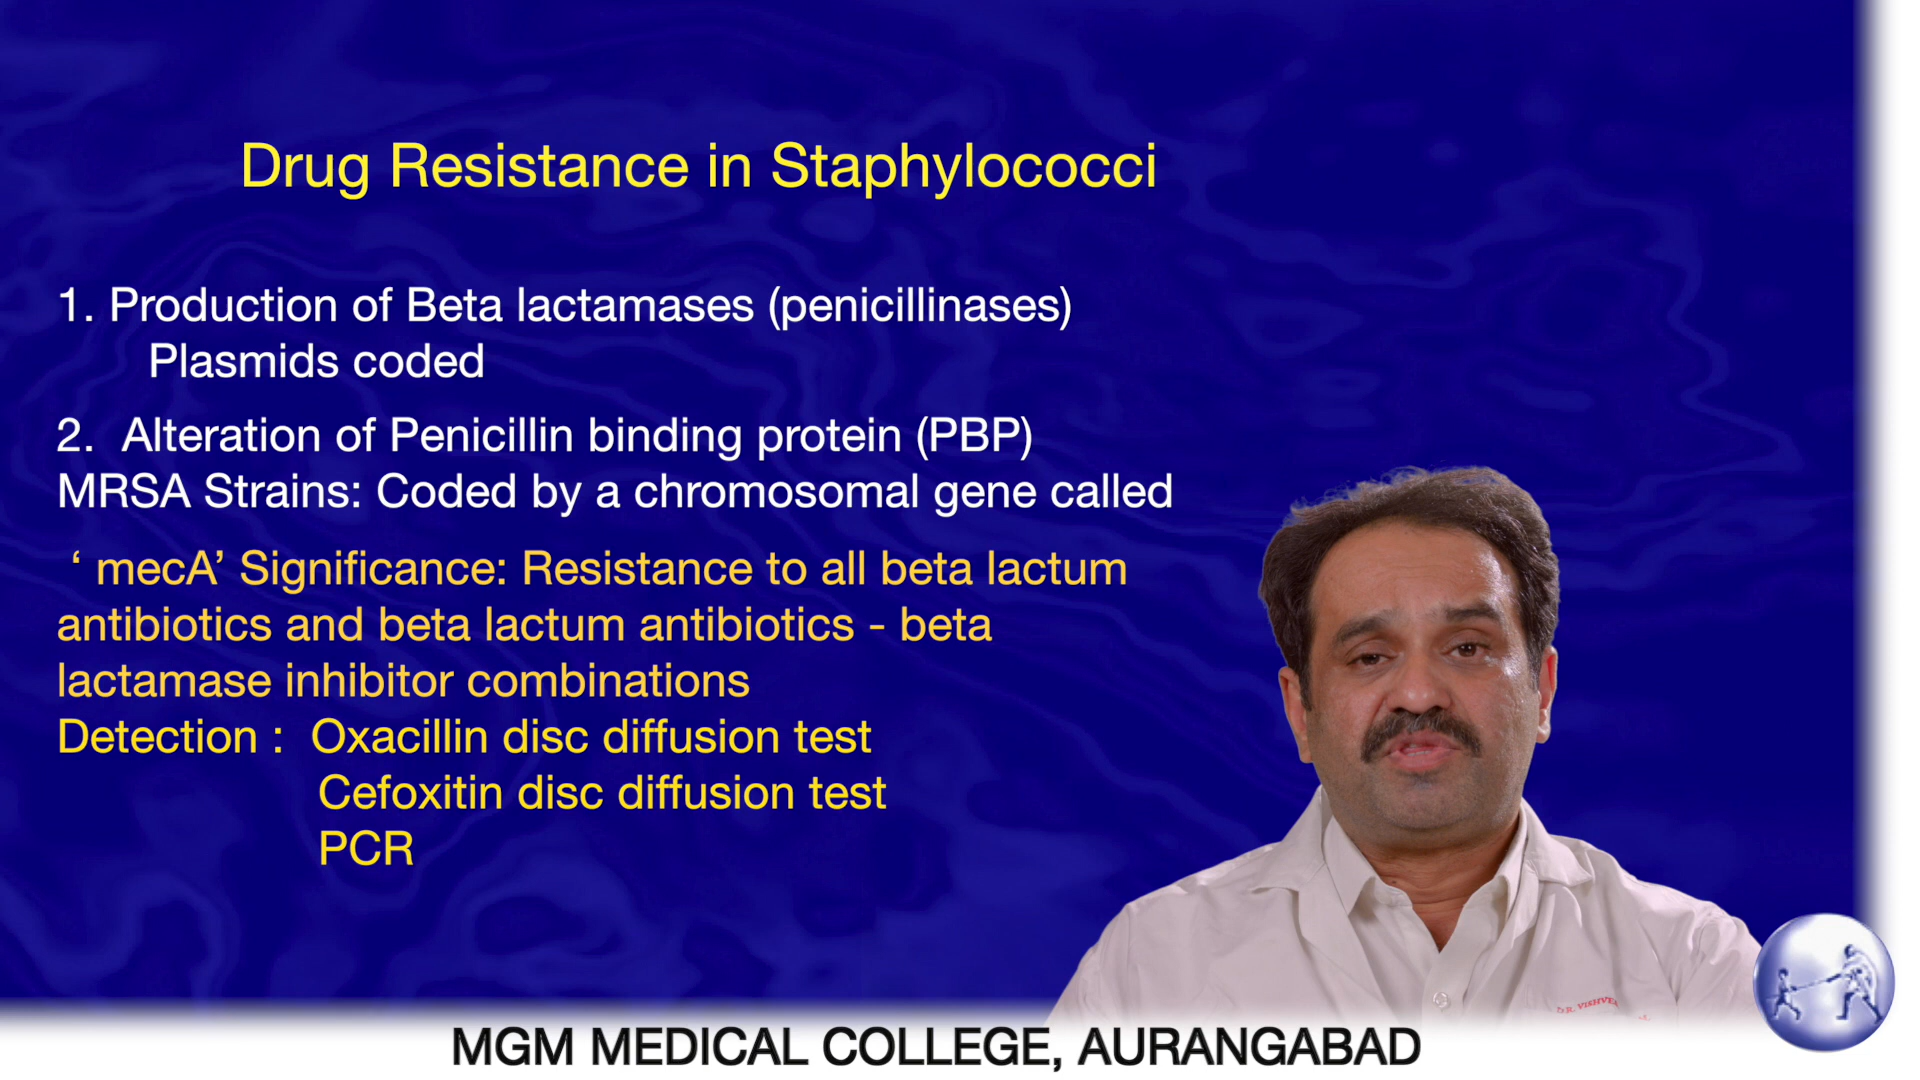 Drug Resistance in Staphylococci
1. Production of Beta lactamases (penicillinases)
Plasmids coded
2. Alteration of Penicillin binding protein (PBP)
MRSA Strains: Coded by a chromosomal gene called
‘ mecA’ Significance: Resistance to all beta lactum
antibiotics and beta lactum antibiotics - beta
lactamase inhibitor combinations
Detection : Oxacillin disc diffusion test
Cefoxitin disc diffusion test
PCR
DR.
MGM MEDICAL COLLEGE, AURANGABAD